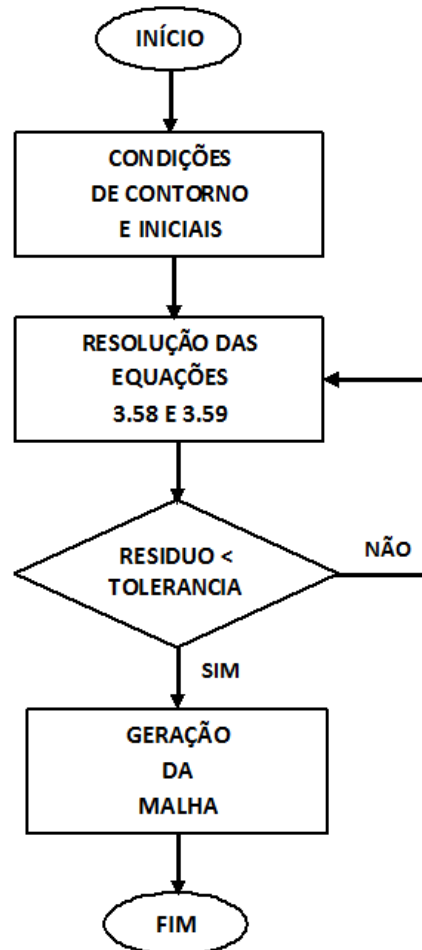 INÍCIO
CONDIÇÕES
DE CONTORNO
E INICIAIS
RESOLUÇÃO DAS
EQUAÇÕES
3.58 E 3.59
RESIDUO <
TOLERANCIA
NÃO
SIM
GERAÇÃO
DA
MALHA
FIM